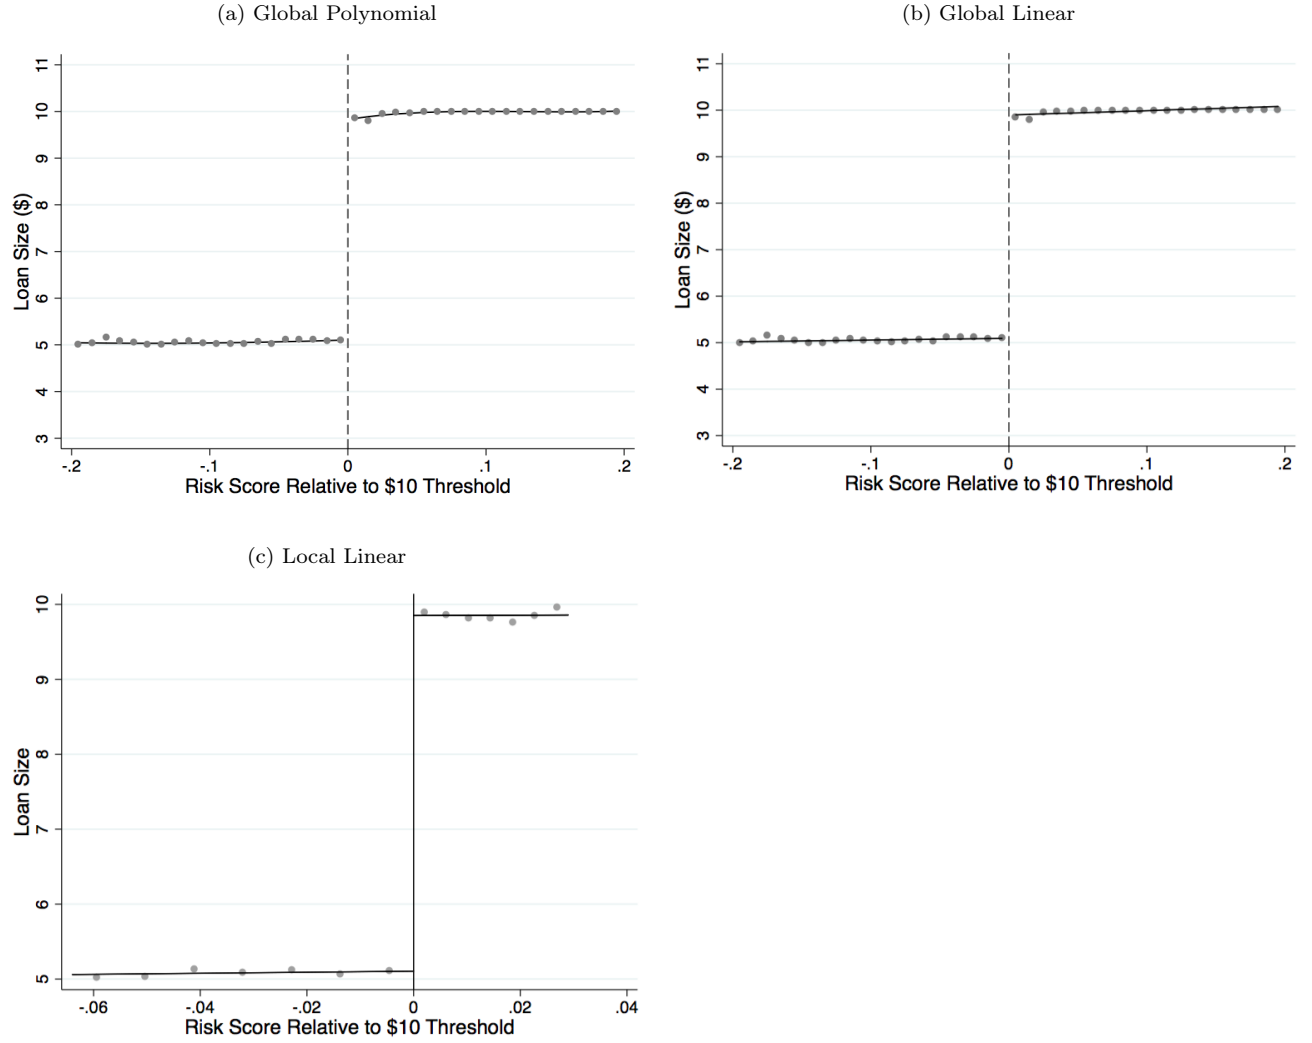 (a) Global Polynomial
11
10
9
8
7
6
5
4
3
Loan Size ($)
-.2 -.1 0 .1 .2
Risk Score Relative to $10 Threshold
(b) Global Linear
11
10
9
8
7
6
5
4
3
Loan Size ($)
-.2 -.1 0 .1 .2
Risk Score Relative to $10 Threshold
(c) Local Linear
10
9
8
7
6
5
Loan Size
-.06 -.04 -.02 0 .02 .04
Risk Score Relative to $10 Threshold